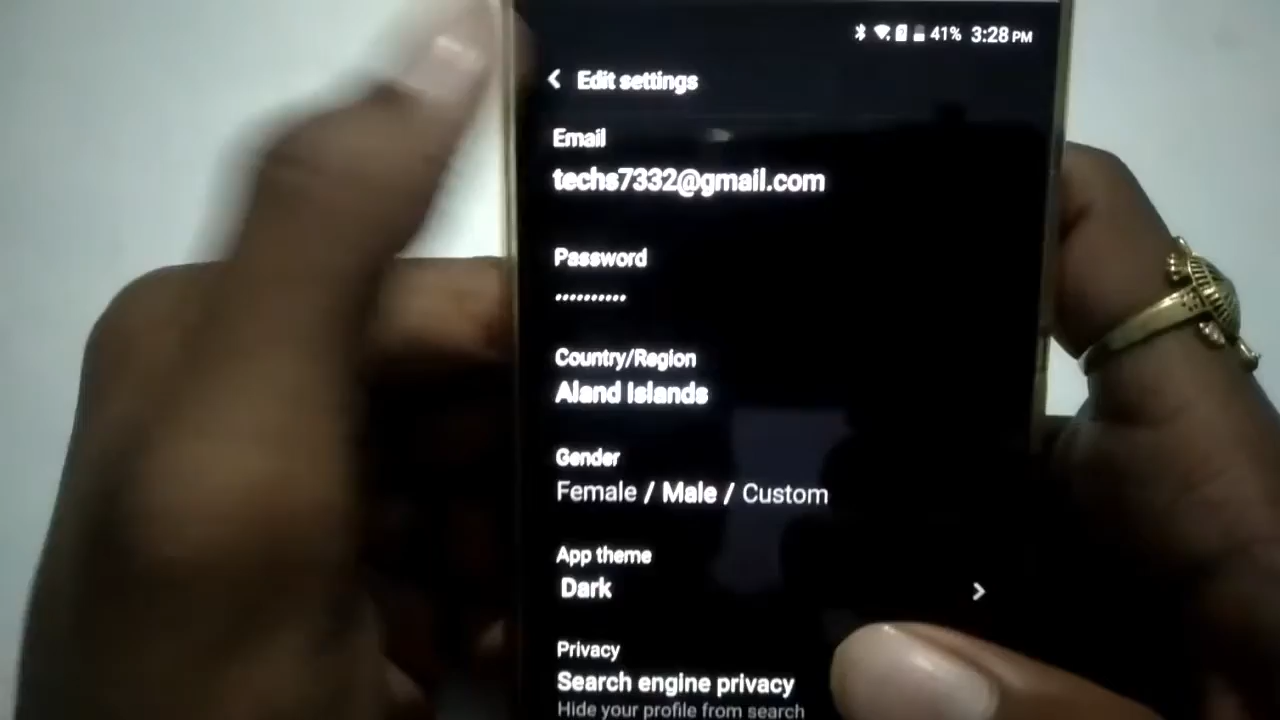 41% 3:28 PM
Edit settings
Email
techs7332@gmail.com
Password
••••••••••
Country/Region
Aland Islands
Gender
Female / Male / Custom
App theme
Dark
Privacy
Search engine privacy
Hide your profile from search